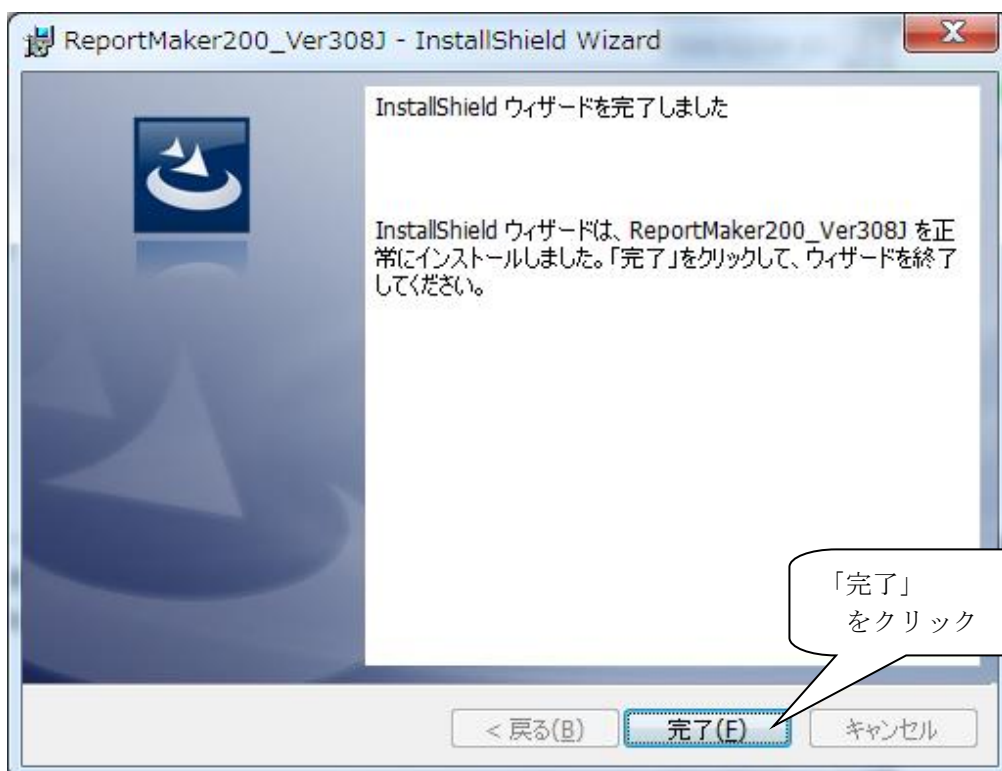 ReportMaker200_Ver308J - InstallShield Wizard
InstallShield ウィザードを完了しました
InstallShield ウィザードは、ReportMaker200_Ver308J を正
常にインストールしました。「完了」をクリックして、ウィザードを終了
してください。
「完了」
をクリック
< 戻る(B)
完了(F)
キャンセル